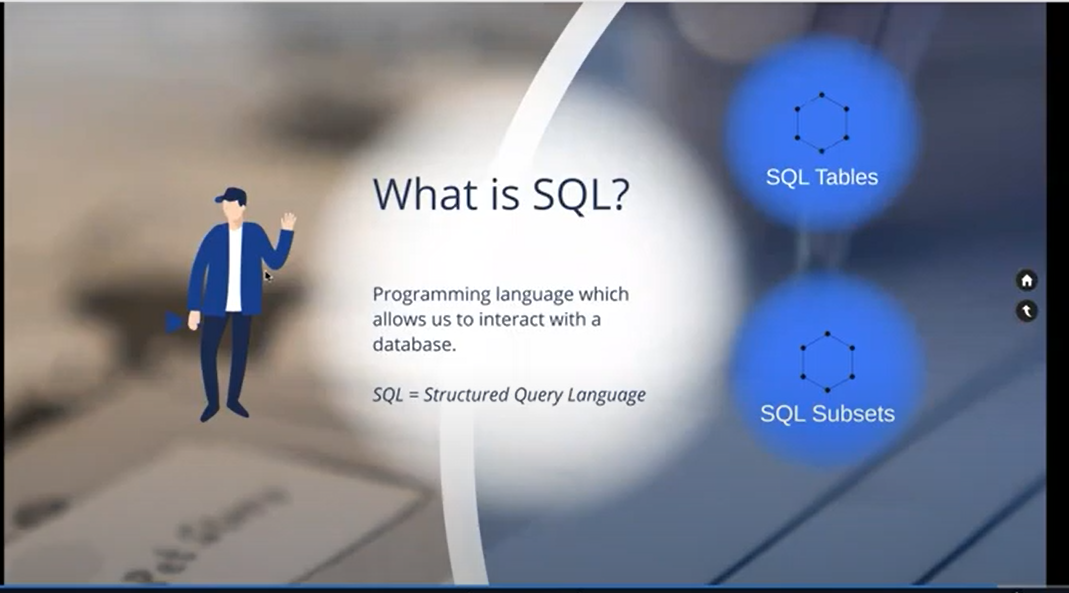 What is SQL?
Programming language which
allows us to interact with a
database.
SQL = Structured Query Language
SQL Tables
SQL Subsets